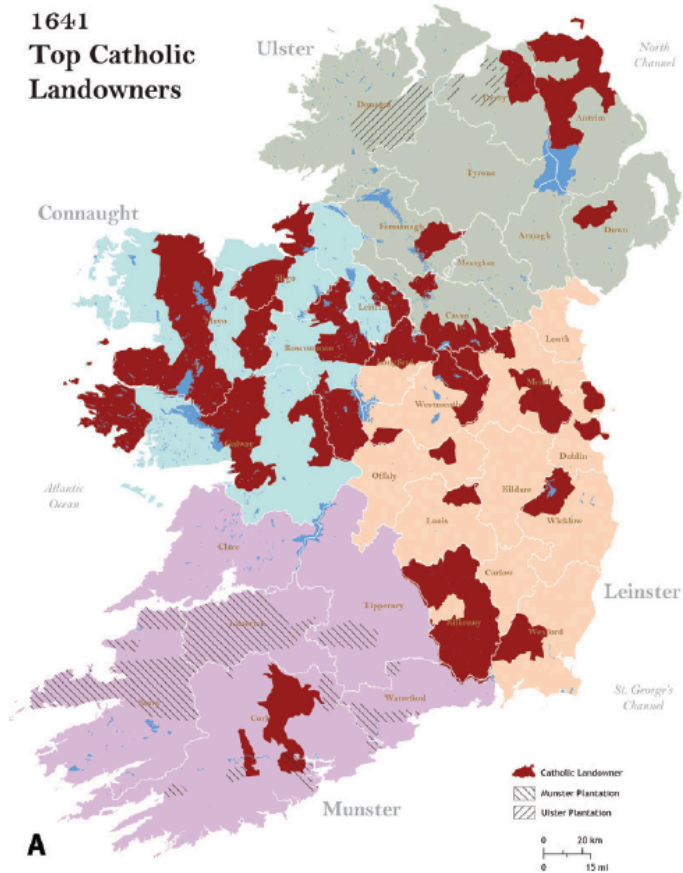 1641
Top Catholic
Landowners
Ulster
North
Channel
Donegal
Derry
Antrim
Tyrone
Connaught
Fermanagh
Armagh
Down
Monaghan
Sligo
Leitrim
Cavan
Mayo
Louth
Roscommon
Longford
Meath
Westmeath
Galway
Dublin
Offaly
Kildare
Atlantic
Ocean
Laois
Wicklow
Clare
Carlow
Leinster
Tipperary
Limerick
Kilkenny
Wexford
Kerry
Waterford
St. George's
Channel
Cork
Catholic Landowner
Munster Plantation
Ulster Plantation
Munster
0 20 km
0 15 mi
A